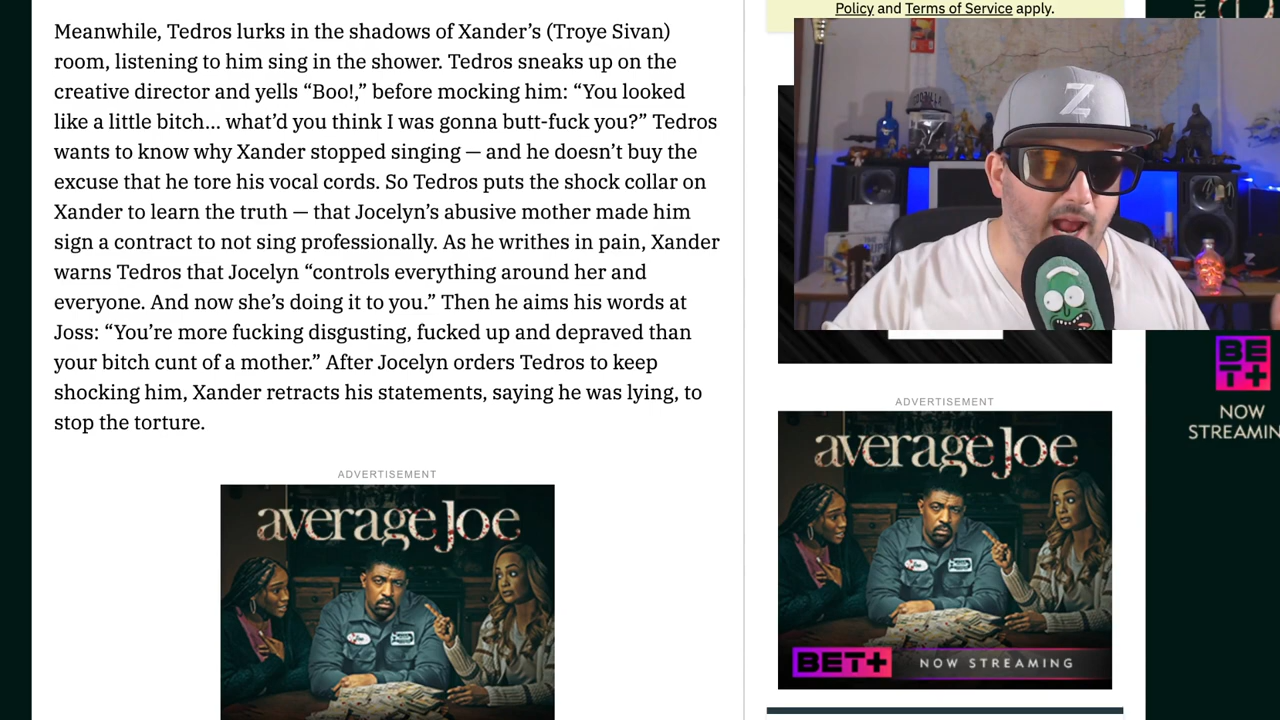 Meanwhile, Tedros lurks in the shadows of Xander’s (Troye Sivan)
room, listening to him sing in the shower. Tedros sneaks up on the
creative director and yells “Boo!,” before mocking him: “You looked
like a little bitch… what’d you think I was gonna butt-fuck you?” Tedros
wants to know why Xander stopped singing — and he doesn’t buy the
excuse that he tore his vocal cords. So Tedros puts the shock collar on
Xander to learn the truth — that Jocelyn’s abusive mother made him
sign a contract to not sing professionally. As he writhes in pain, Xander
warns Tedros that Jocelyn “controls everything around her and
everyone. And now she’s doing it to you.” Then he aims his words at
Joss: “You’re more fucking disgusting, fucked up and depraved than
your bitch cunt of a mother.” After Jocelyn orders Tedros to keep
shocking him, Xander retracts his statements, saying he was lying, to
stop the torture.
ADVERTISEMENT
average Joe
Policy and Terms of Service apply.
Z
ADVERTISEMENT
average Joe
BET+ NOW STREAMING
BET+
NOW